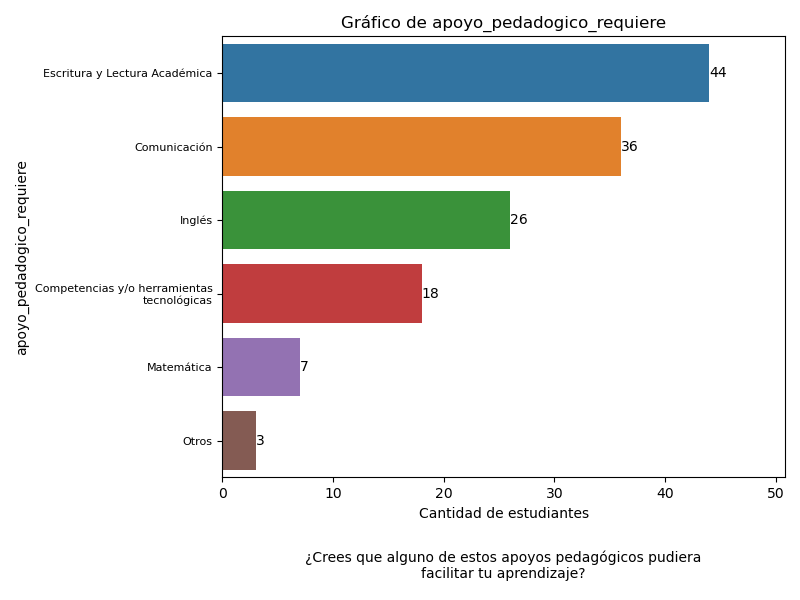 Gráfico de apoyo_pedadogico_requiere
apoyo_pedadogico_requiere
Escritura y Lectura Académica
44
Comunicación
36
Inglés
26
Competencias y/o herramientas
tecnológicas
18
Matemática
7
Otros
3
0 10 20 30 40 50
Cantidad de estudiantes
¿Crees que alguno de estos apoyos pedagógicos pudiera
facilitar tu aprendizaje?